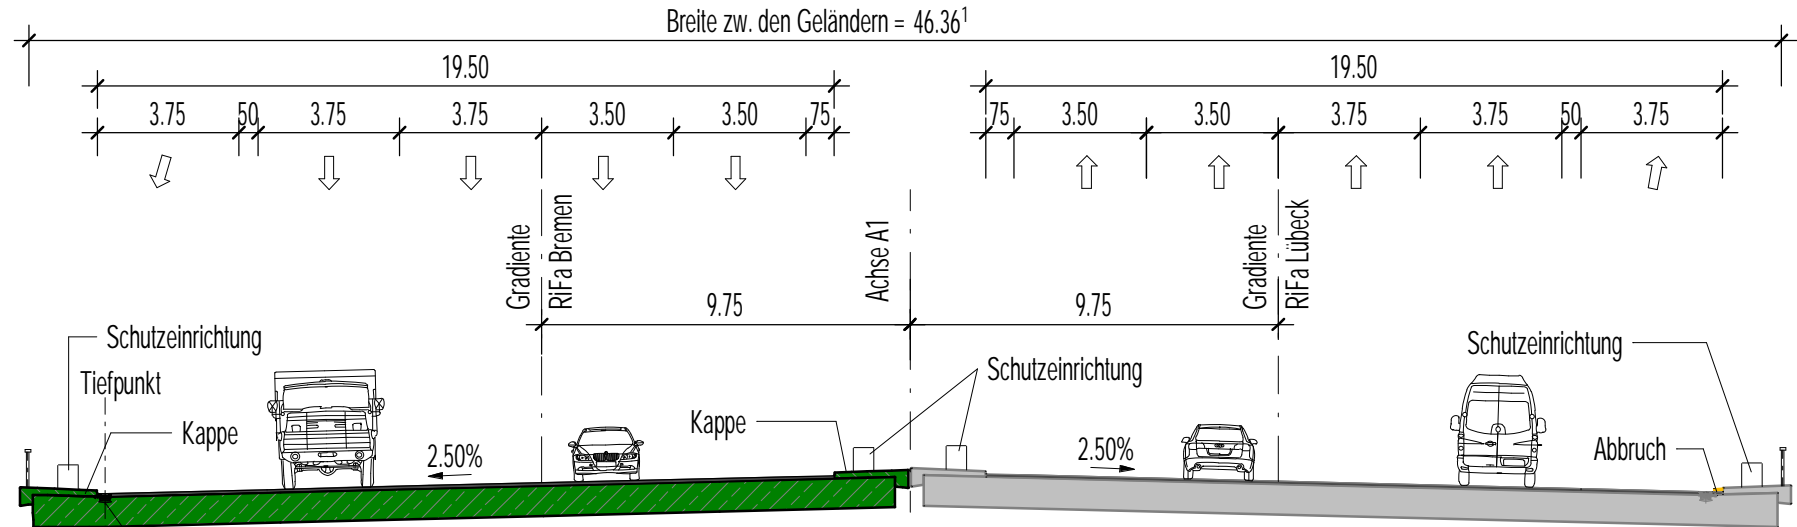 Breite zw. den Geländern = 46.36¹
19.50
19.50
3.75 50 3.75 3.75 3.50 3.50 75
75 3.50 3.50 3.75 3.75 50 3.75
Gradiente
RiFa Bremen
Achse A1
Gradiente
RiFa Lübeck
9.75
9.75
Schutzeinrichtung
Schutzeinrichtung
Schutzeinrichtung
Tiefpunkt
Kappe
Kappe
2.50%
2.50%
Abbruch